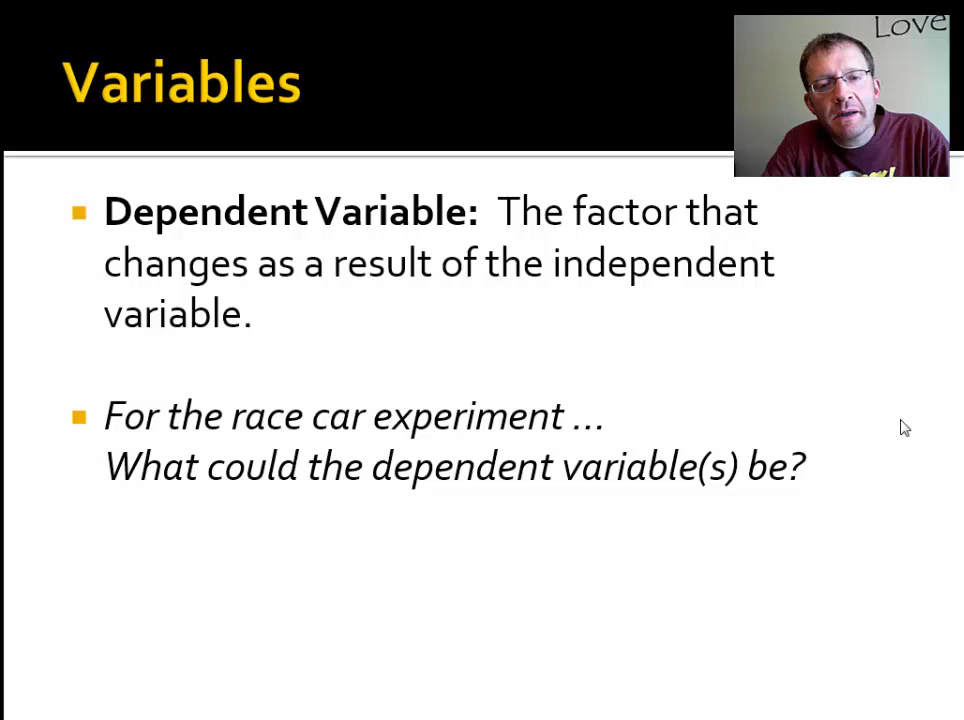 Love
Variables
Dependent Variable: The factor that
changes as a result of the independent
variable.
For the race car experiment ...
What could the dependent variable(s) be?